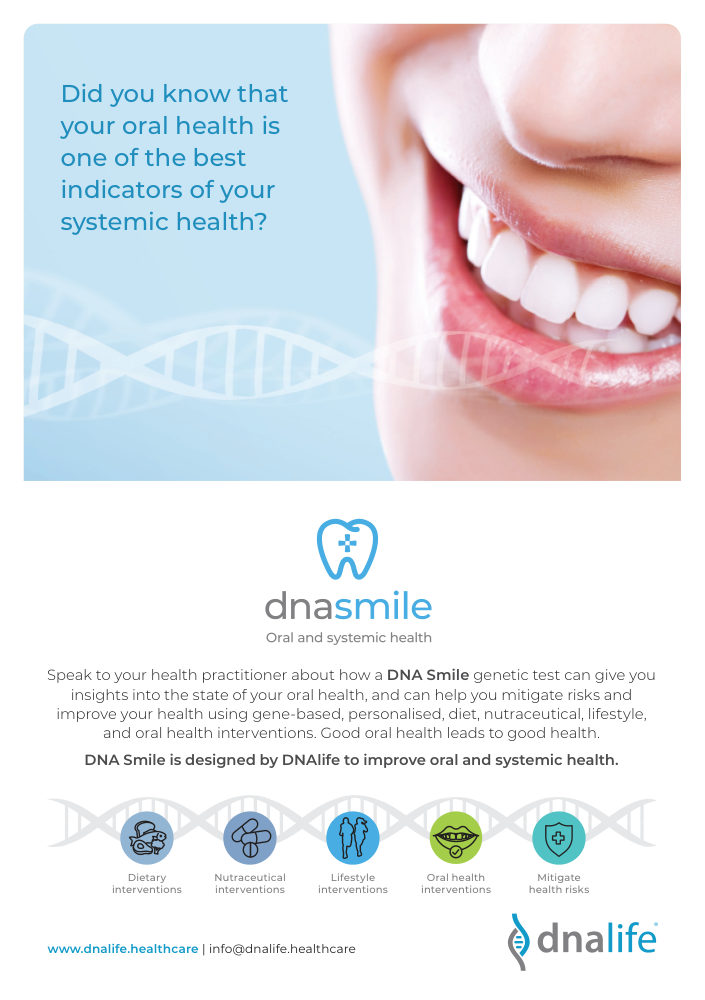 Did you know that
your oral health is
one of the best
indicators of your
systemic health?
dnasmile
Oral and systemic health
Speak to your health practitioner about how a DNA Smile genetic test can give you
insights into the state of your oral health, and can help you mitigate risks and
improve your health using gene-based, personalised, diet, nutraceutical, lifestyle,
and oral health interventions. Good oral health leads to good health.
DNA Smile is designed by DNAlife to improve oral and systemic health.
Dietary
interventions
Nutraceutical
interventions
Lifestyle
interventions
Oral health
interventions
Mitigate
health risks
www.dnalife.healthcare | info@dnalife.healthcare
dnalife